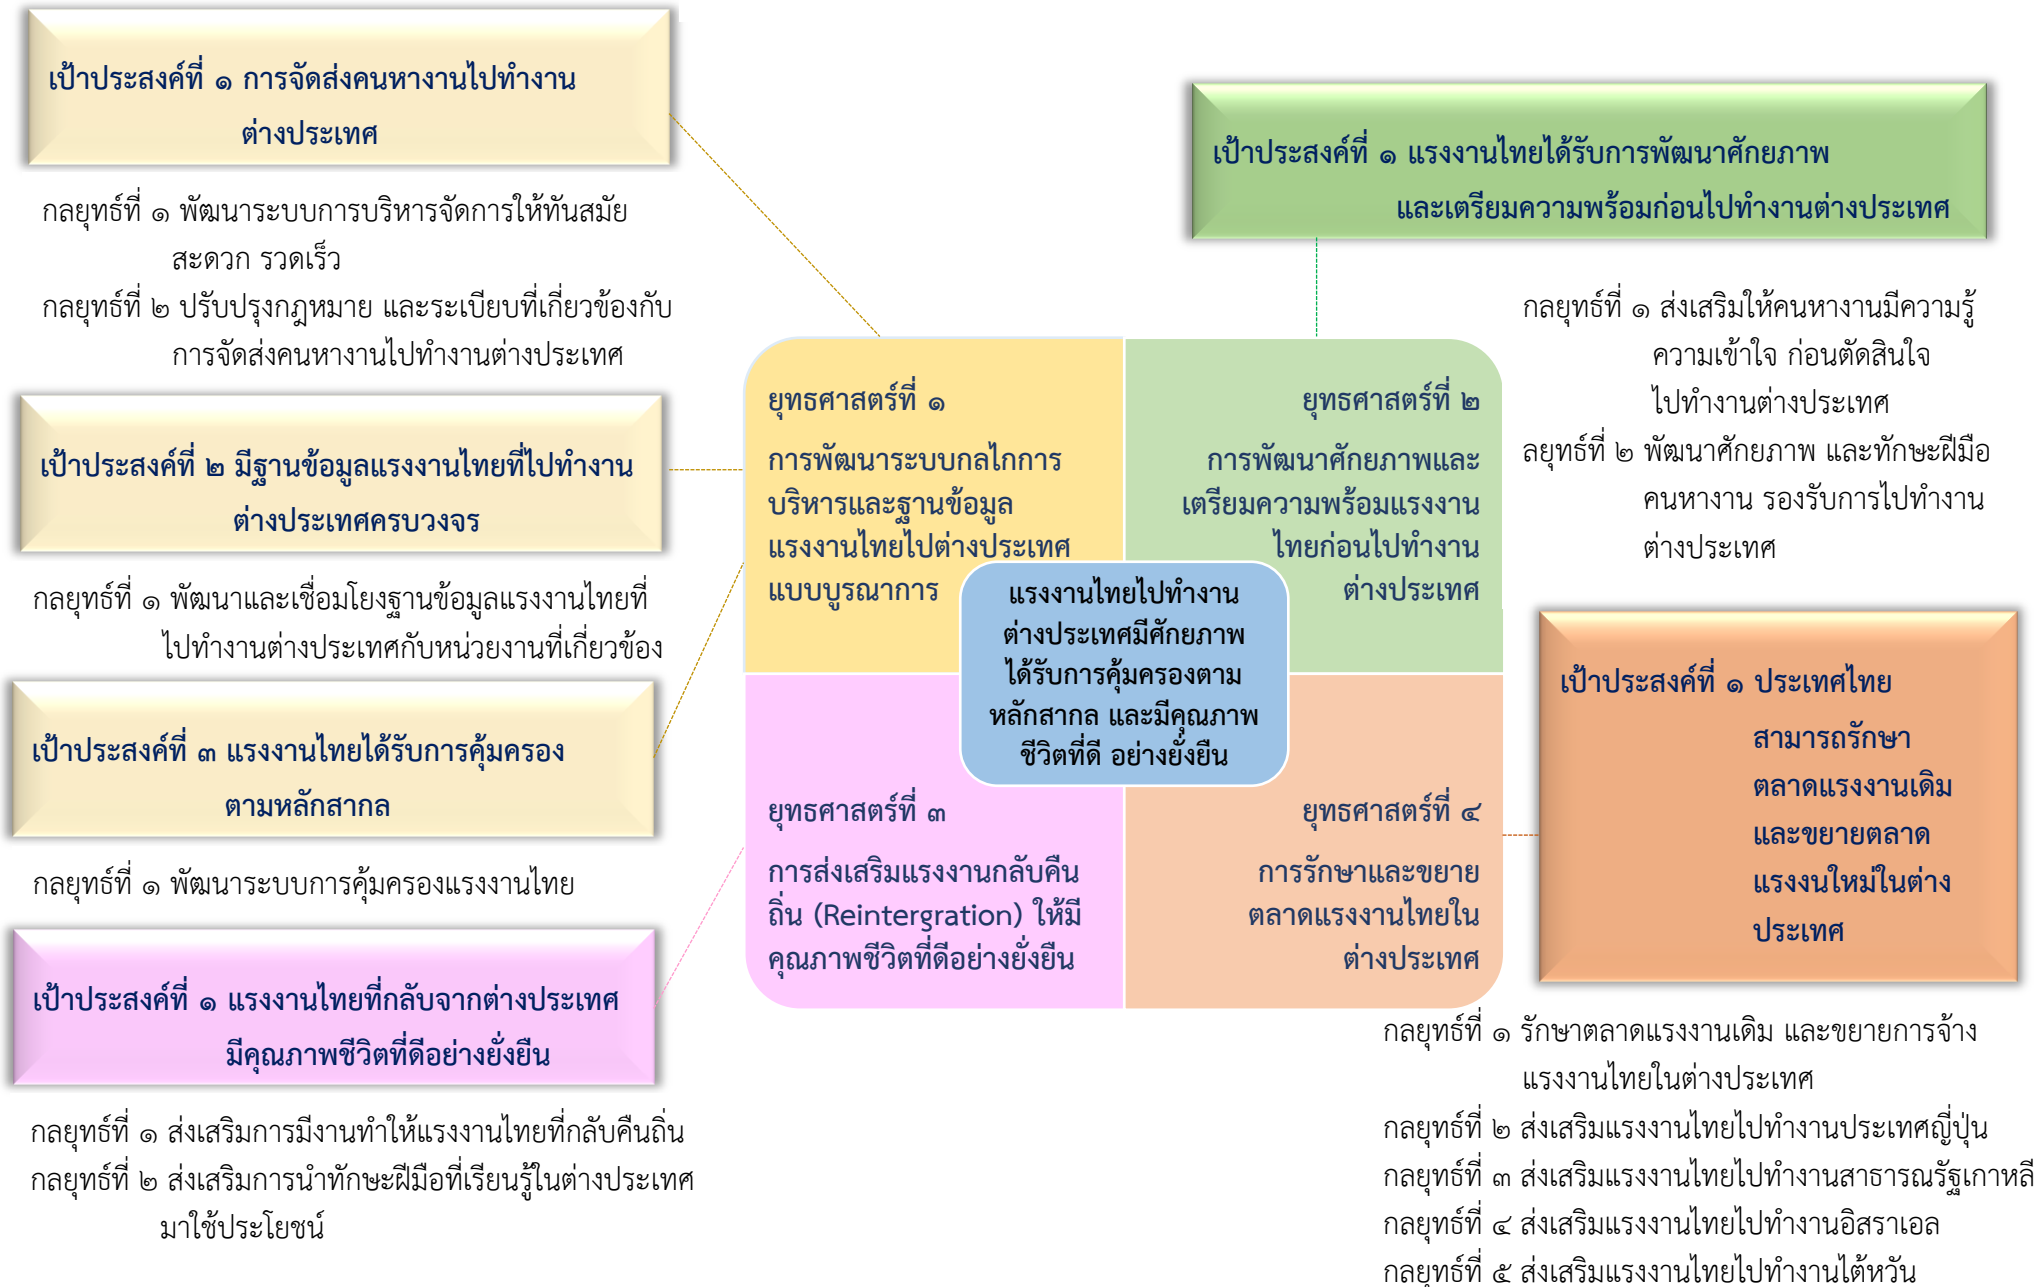 เป้าประสงค์ที่ ๑ การจัดส่งคนหางานไปทำงาน
ต่างประเทศ
กลยุทธ์ที่ ๑ พัฒนาระบบการบริหารจัดการให้ทันสมัย
สะดวก รวดเร็ว
กลยุทธ์ที่ ๒ ปรับปรุงกฎหมาย และระเบียบที่เกี่ยวข้องกับ
การจัดส่งคนหางานไปทำงานต่างประเทศ
เป้าประสงค์ที่ ๒ มีฐานข้อมูลแรงงานไทยที่ไปทำงาน
ต่างประเทศครบวงจร
กลยุทธ์ที่ ๑ พัฒนาและเชื่อมโยงฐานข้อมูลแรงงานไทยที่
ไปทำงานต่างประเทศกับหน่วยงานที่เกี่ยวข้อง
เป้าประสงค์ที่ ๓ แรงงานไทยได้รับการคุ้มครอง
ตามหลักสากล
กลยุทธ์ที่ ๑ พัฒนาระบบการคุ้มครองแรงงานไทย
เป้าประสงค์ที่ ๑ แรงงานไทยที่กลับจากต่างประเทศ
มีคุณภาพชีวิตที่ดีอย่างยั่งยืน
กลยุทธ์ที่ ๑ ส่งเสริมการมีงานทำให้แรงงานไทยที่กลับคืนถิ่น
กลยุทธ์ที่ ๒ ส่งเสริมการนำทักษะฝีมือที่เรียนรู้ในต่างประเทศ
มาใช้ประโยชน์
ยุทธศาสตร์ที่ ๑
การพัฒนาระบบกลไกการ
บริหารและฐานข้อมูล
แรงงานไทยไปต่างประเทศ
แบบบูรณาการ
ยุทธศาสตร์ที่ ๒
การพัฒนาศักยภาพและ
เตรียมความพร้อมแรงงาน
ไทยก่อนไปทำงาน
ต่างประเทศ
แรงงานไทยไปทำงาน
ต่างประเทศมีศักยภาพ
ได้รับการคุ้มครองตาม
หลักสากล และมีคุณภาพ
ชีวิตที่ดี อย่างยั่งยืน
ยุทธศาสตร์ที่ ๓
การส่งเสริมแรงงานกลับคืน
ถิ่น (Reintergration) ให้มี
คุณภาพชีวิตที่ดีอย่างยั่งยืน
ยุทธศาสตร์ที่ ๔
การรักษาและขยาย
ตลาดแรงงานไทยใน
ต่างประเทศ
เป้าประสงค์ที่ ๑ แรงงานไทยได้รับการพัฒนาศักยภาพ
และเตรียมความพร้อมก่อนไปทำงานต่างประเทศ
กลยุทธ์ที่ ๑ ส่งเสริมให้คนหางานมีความรู้
ความเข้าใจ ก่อนตัดสินใจ
ไปทำงานต่างประเทศ
ลยุทธ์ที่ ๒ พัฒนาศักยภาพ และทักษะฝีมือ
คนหางาน รองรับการไปทำงาน
ต่างประเทศ
เป้าประสงค์ที่ ๑ ประเทศไทย
สามารถรักษา
ตลาดแรงงานเดิม
และขยายตลาด
แรงงนใหม่ในต่าง
ประเทศ
กลยุทธ์ที่ ๑ รักษาตลาดแรงงานเดิม และขยายการจ้าง
แรงงานไทยในต่างประเทศ
กลยุทธ์ที่ ๒ ส่งเสริมแรงงานไทยไปทำงานประเทศญี่ปุ่น
กลยุทธ์ที่ ๓ ส่งเสริมแรงงานไทยไปทำงานสาธารณรัฐเกาหลี
กลยุทธ์ที่ ๔ ส่งเสริมแรงงานไทยไปทำงานอิสราเอล
กลยุทธ์ที่ ๕ ส่งเสริมแรงงานไทยไปทำงานไต้หวัน